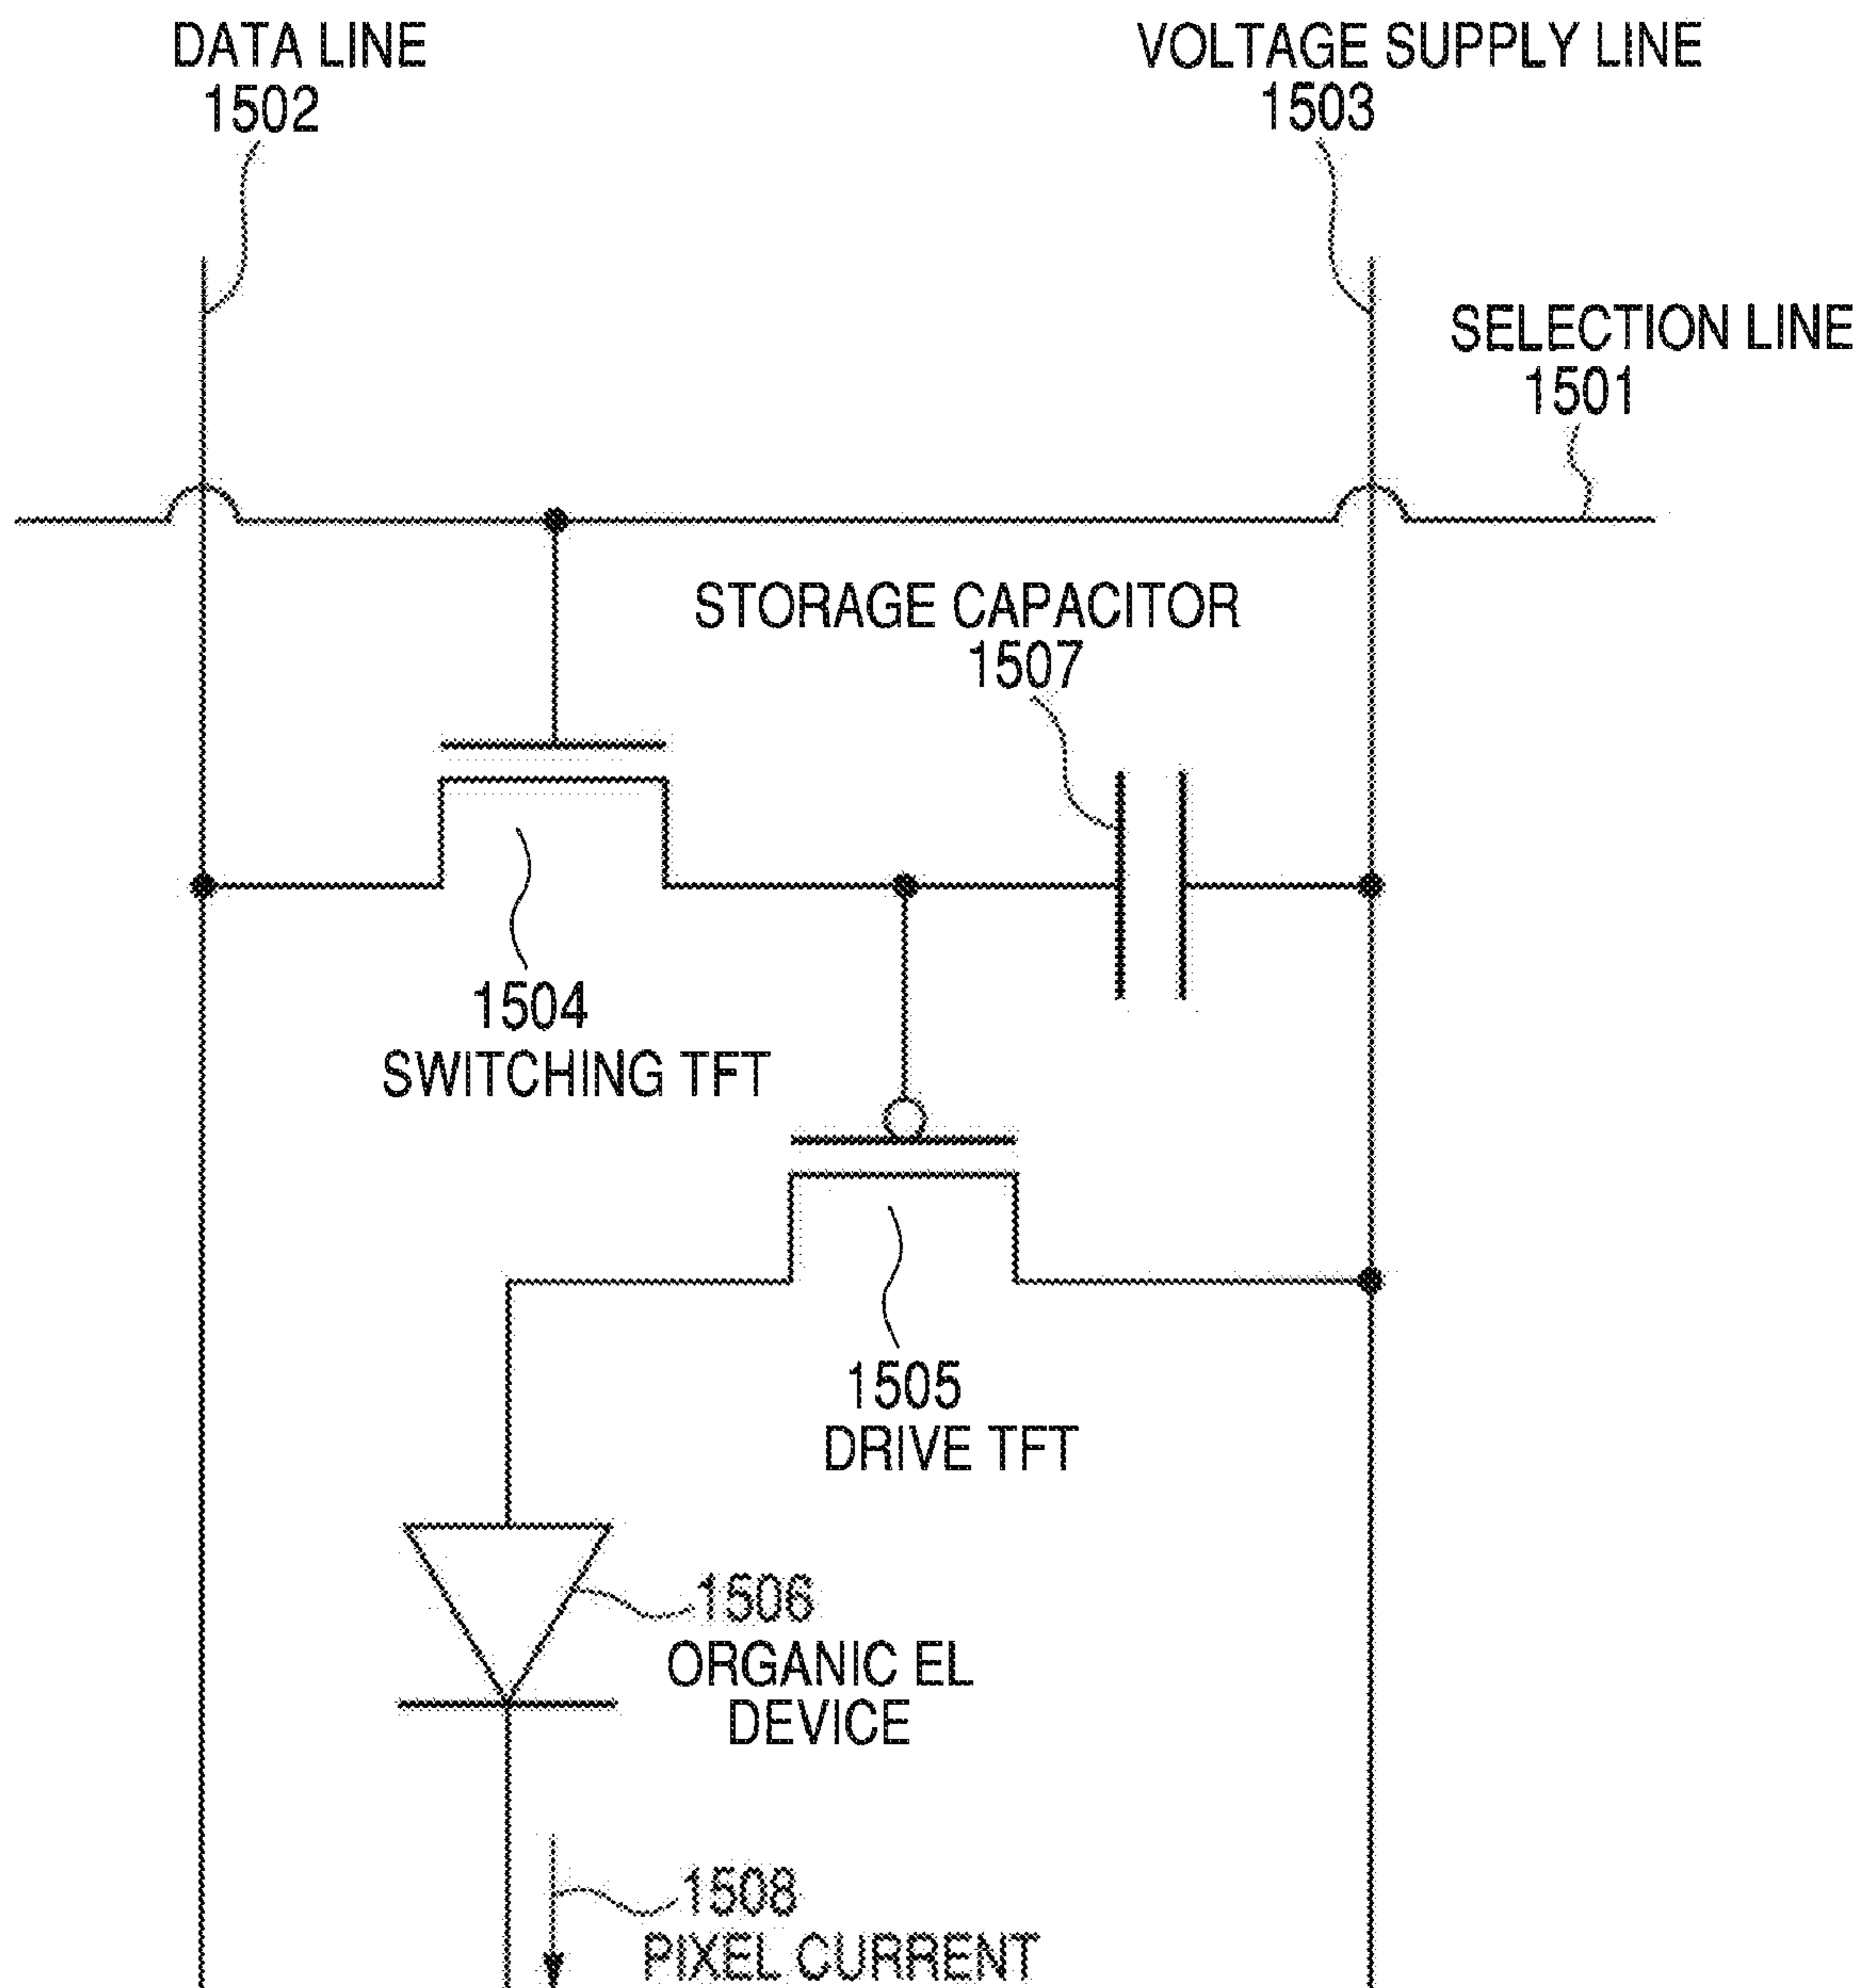 DATA LINE
1502
VOLTAGE SUPPLY LINE
1503
SELECTION LINE
1501
STORAGE CAPACITOR
1507
1504
SWITCHING TFT
1505
DRIVE TFT
1506
ORGANIC EL
DEVICE
1508
PIXEL CURRENT